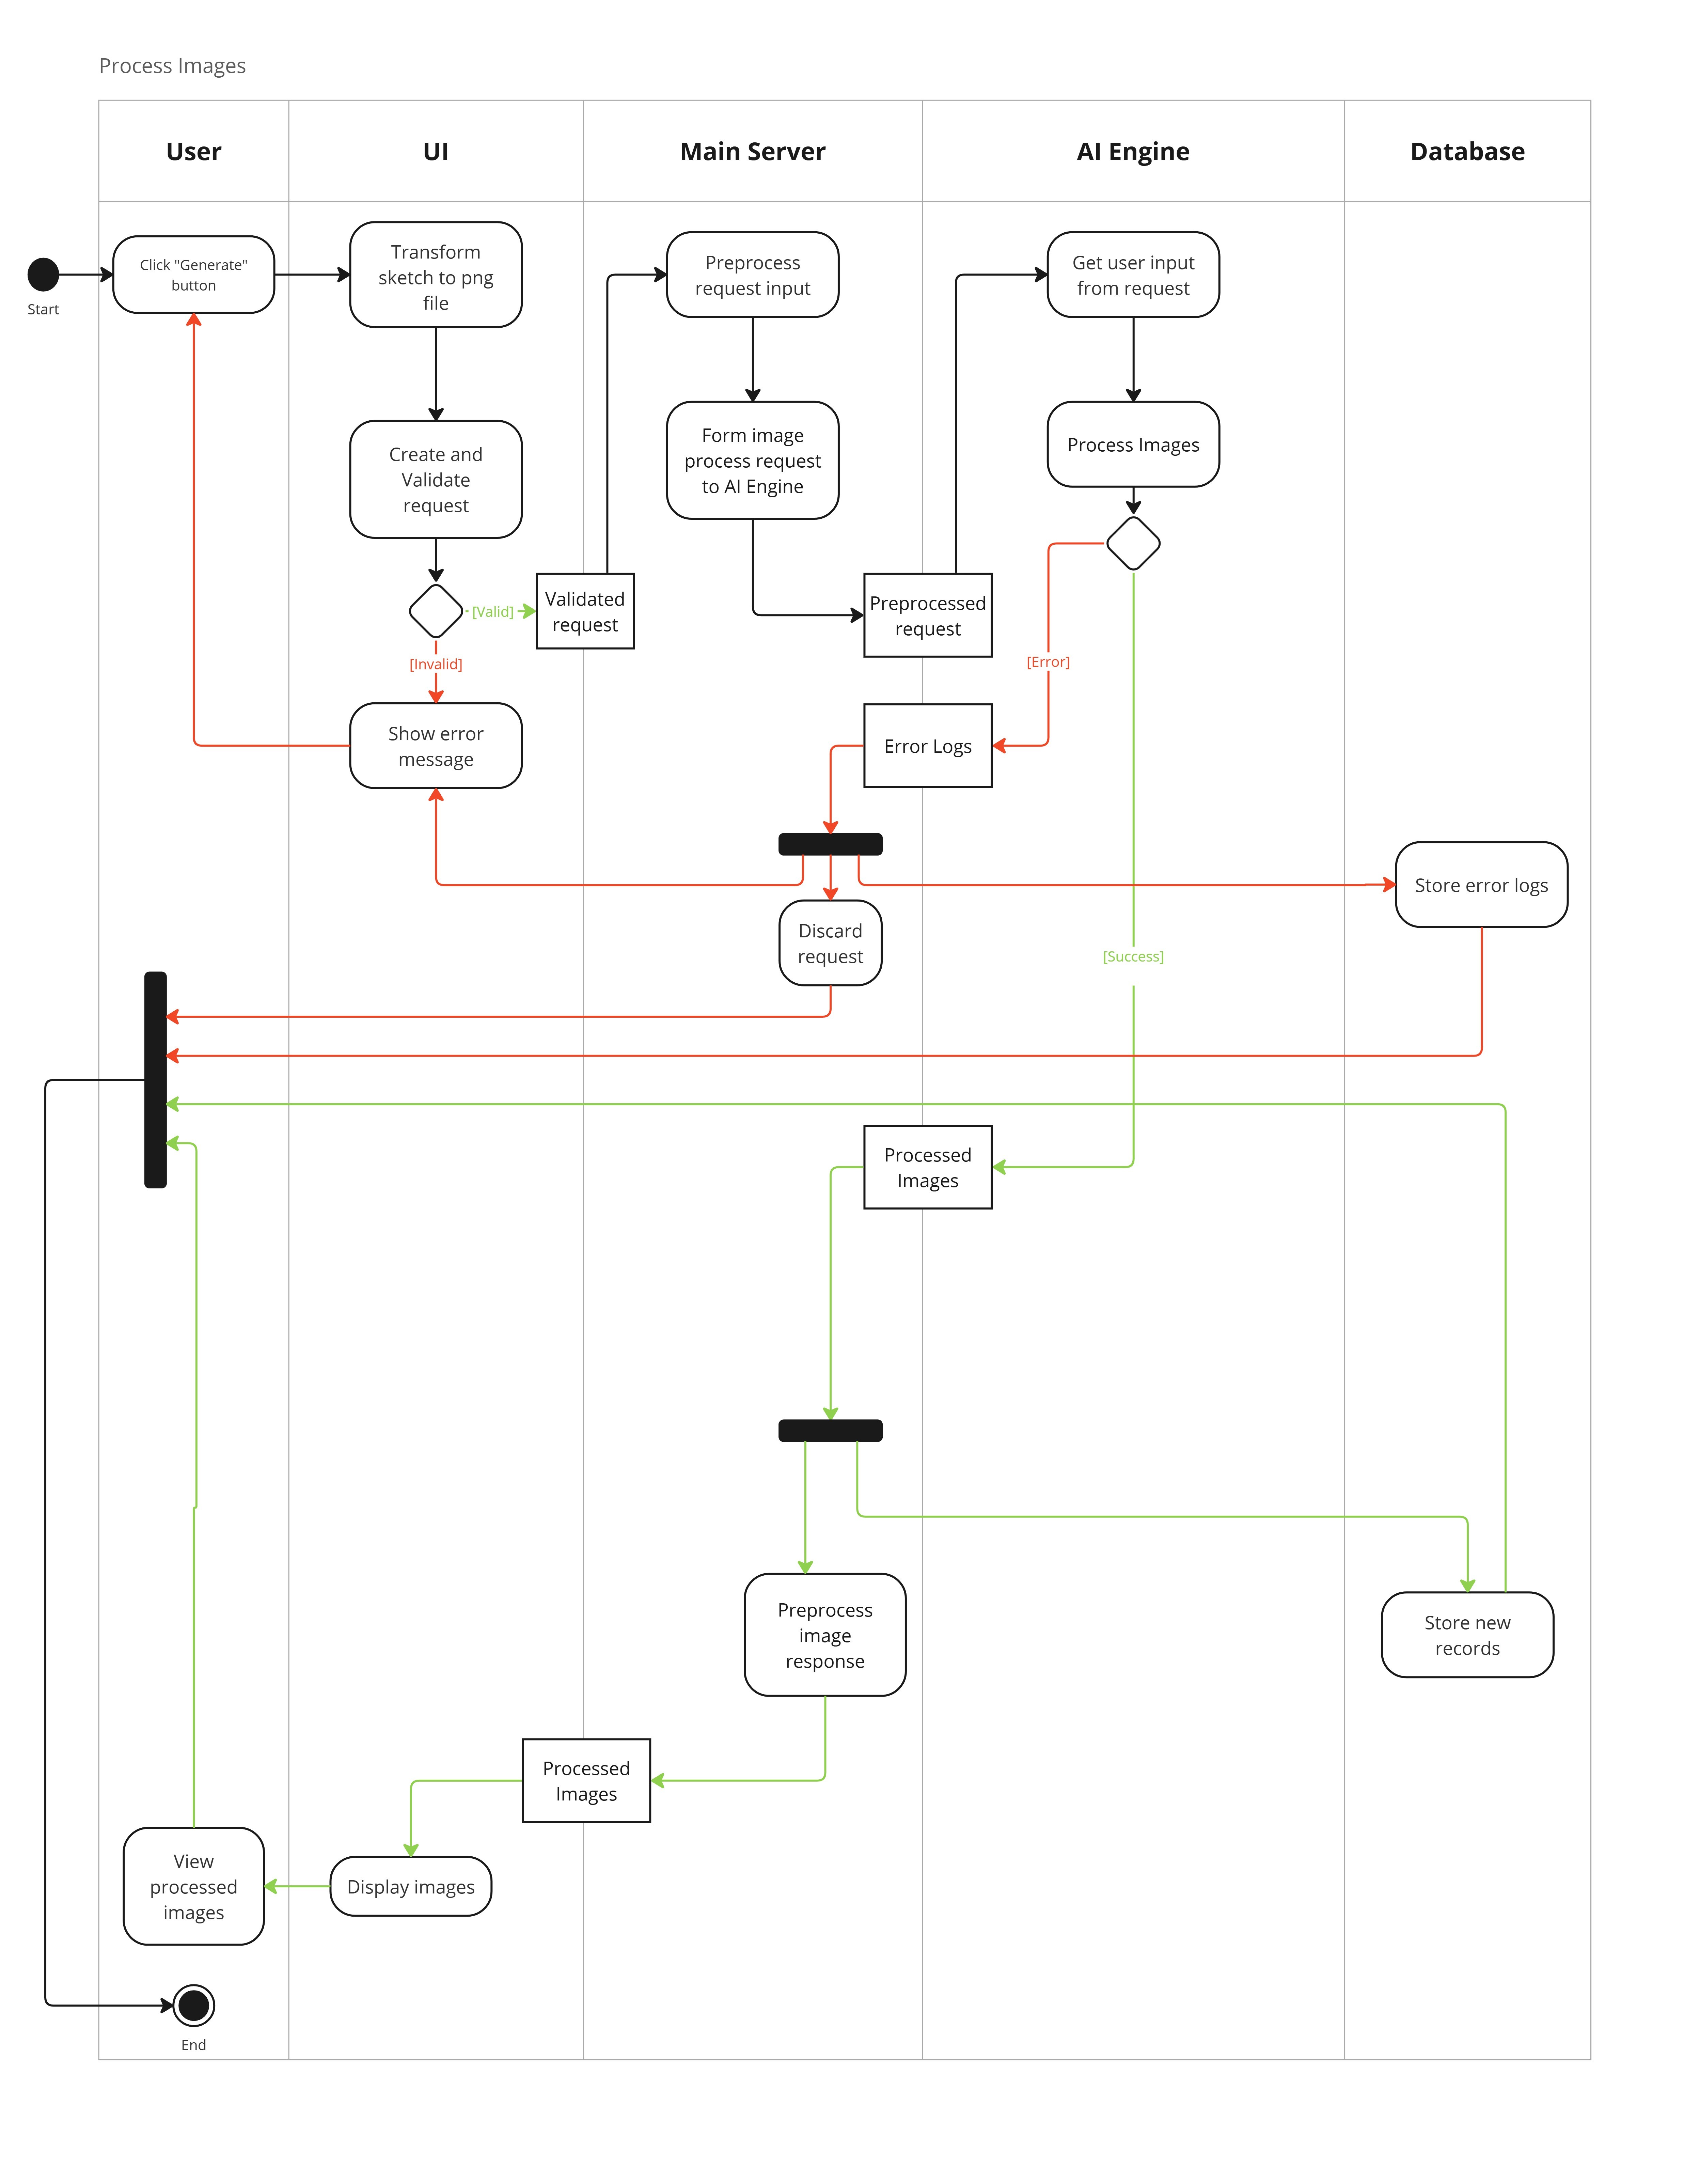 Process Images
User
UI
Main Server
AI Engine
Database
Start
Click "Generate"
button
Transform
sketch to png
file
Preprocess
request input
Get user input
from request
Create and
Validate
request
Form image
process request
to AI Engine
Process Images
[Valid]
Validated
request
Preprocessed
request
[Invalid]
[Error]
Show error
message
Error Logs
Store error logs
Discard
request
[Success]
Processed
Images
Preprocess
image
response
Store new
records
Processed
Images
View
processed
images
Display images
End